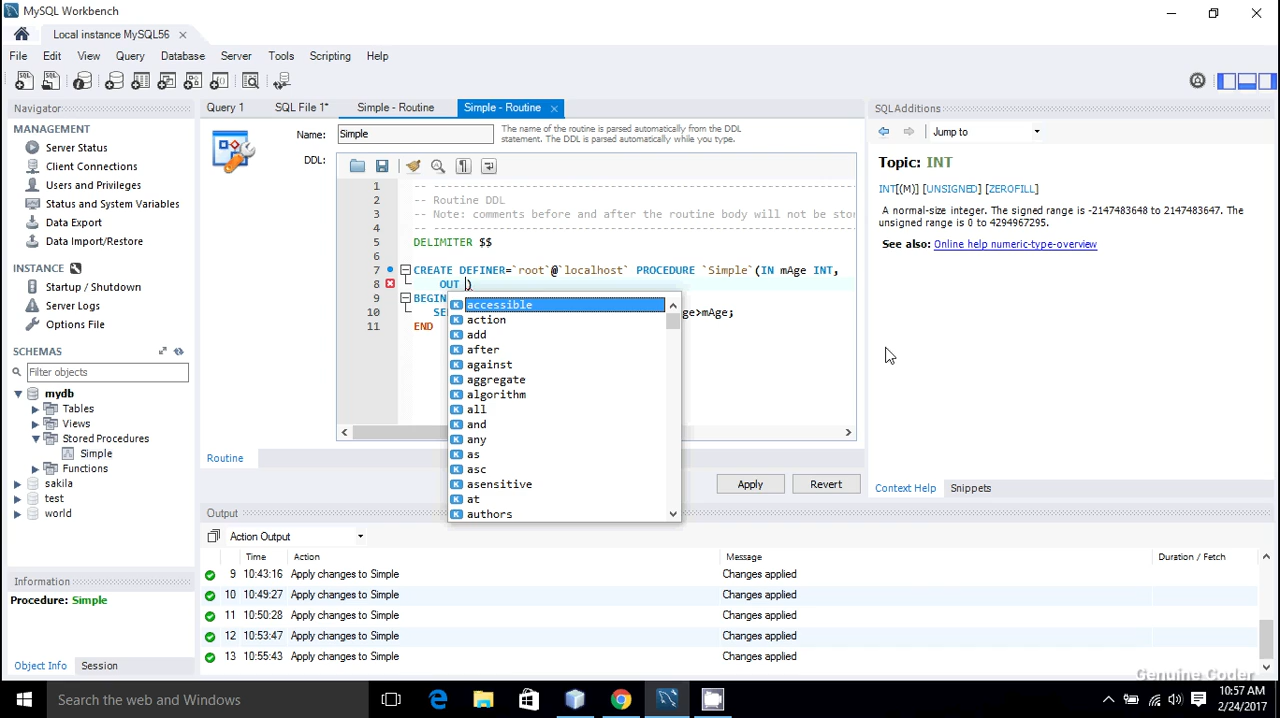 MySQL Workbench
Local instance MySQL56
File Edit View Query Database Server Tools Scripting Help
Navigator
MANAGEMENT
Server Status
Client Connections
Users and Privileges
Status and System Variables
Data Export
Data Import/Restore
INSTANCE
Startup / Shutdown
Server Logs
Options File
SCHEMAS
Filter objects
mydb
Tables
Views
Stored Procedures
Simple
Functions
sakila
test
world
Information
Procedure: Simple
Object Info Session
Query 1 SQL File 1* Simple - Routine Simple - Routine
Name: Simple
The name of the routine is parsed automatically from the DDL
statement. The DDL is parsed automatically while you type.
DDL:
1 -- ----------------------------------------------------------------
2 -- Routine DDL
3 -- Note: comments before and after the routine body will not be sto
4 -- ----------------------------------------------------------------
5 DELIMITER $$
6
7 CREATE DEFINER=`root`@`localhost` PROCEDURE `Simple`(IN mAge INT,
8 OUT )
9 BEGIN
10 SE ge>mAge;
11 END
accessible
action
add
after
against
aggregate
algorithm
all
and
any
as
asc
asensitive
at
authors
Routine
Apply Revert
SQLAdditions
Jump to
Topic: INT
INT[(M)] [UNSIGNED] [ZEROFILL]
A normal-size integer. The signed range is -2147483648 to 2147483647. The
unsigned range is 0 to 4294967295.
See also: Online help numeric-type-overview
Context Help Snippets
Output
Action Output
Time Action Message Duration / Fetch
9 10:43:16 Apply changes to Simple Changes applied
10 10:49:27 Apply changes to Simple Changes applied
11 10:50:28 Apply changes to Simple Changes applied
12 10:53:47 Apply changes to Simple Changes applied
13 10:55:43 Apply changes to Simple Changes applied
Genuine Coder
Search the web and Windows
10:57 AM
2/24/2017